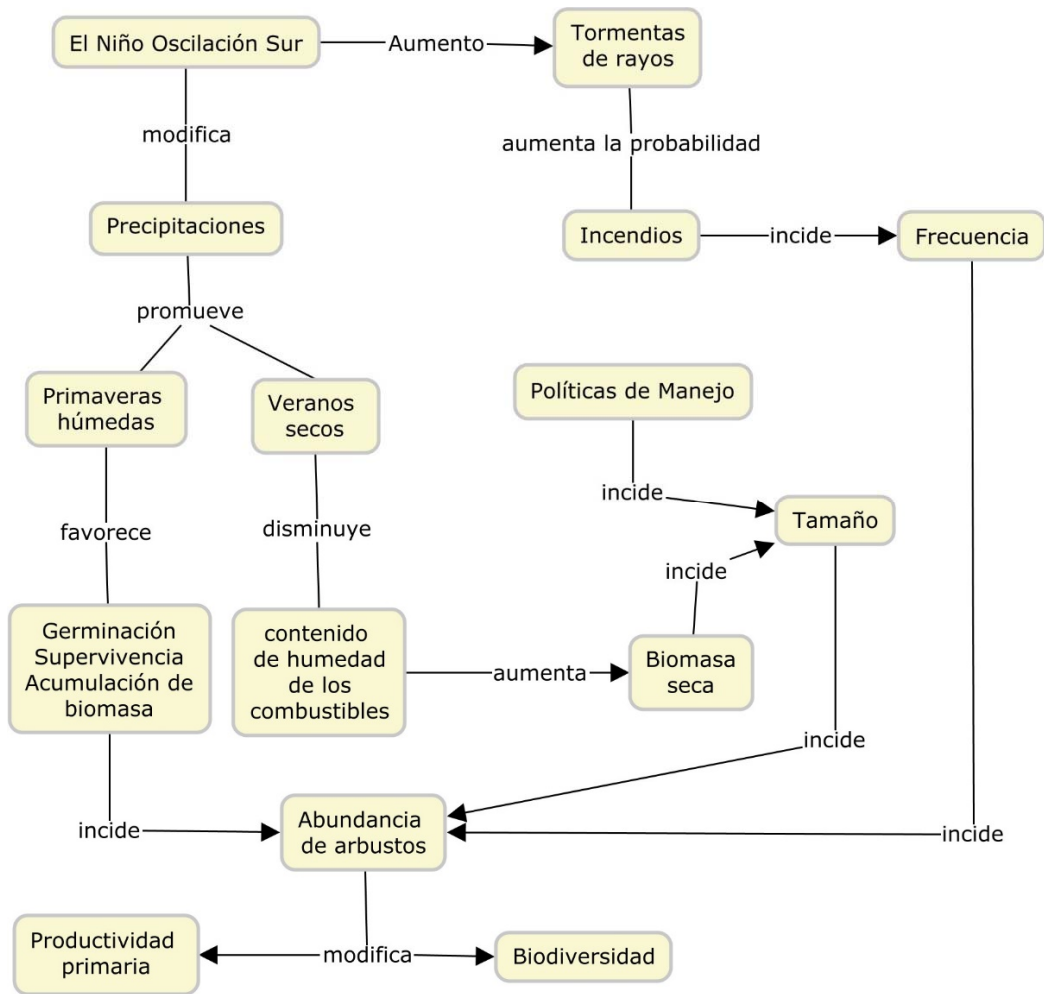 El Niño Oscilación Sur
Aumento
Tormentas
de rayos
modifica
aumenta la probabilidad
Precipitaciones
Incendios
incide
Frecuencia
promueve
Primaveras
húmedas
Veranos
secos
Políticas de Manejo
favorece
disminuye
incide
Tamaño
incide
Germinación
Supervivencia
Acumulación de
biomasa
contenido
de humedad
de los
combustibles
aumenta
Biomasa
seca
incide
incide
Abundancia
de arbustos
incide
Productividad
primaria
modifica
Biodiversidad